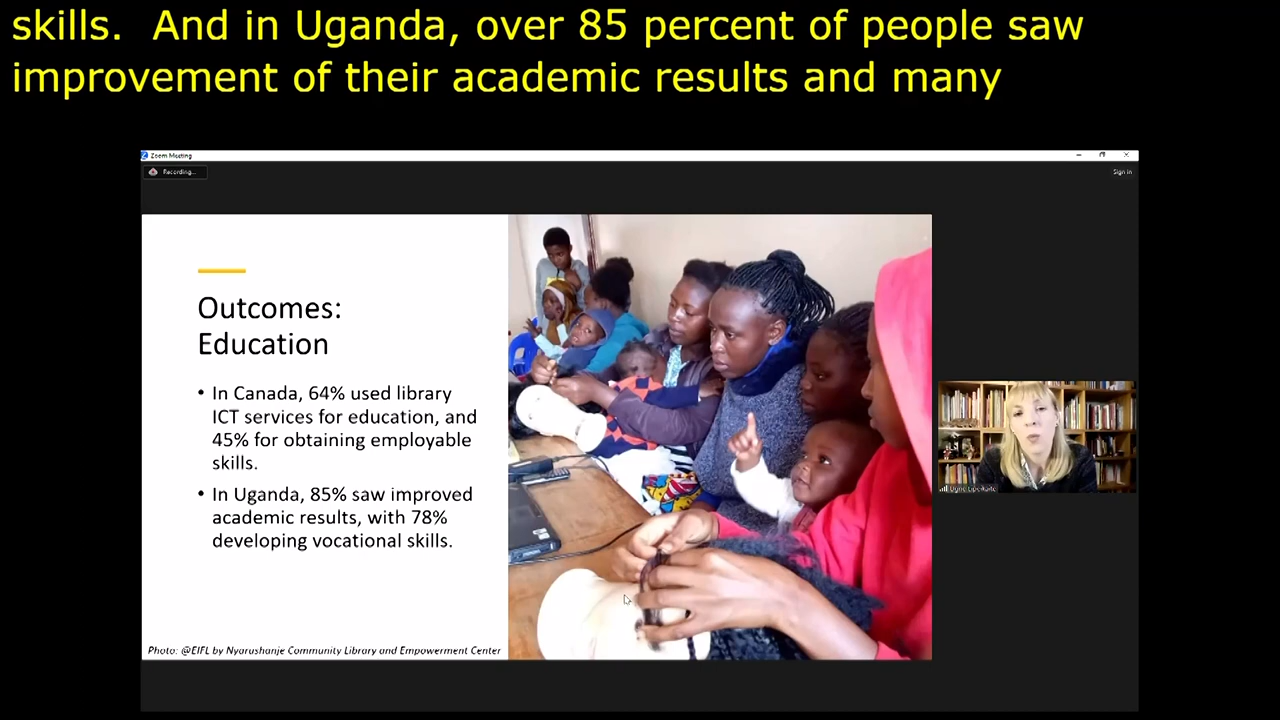 skills.  And in Uganda, over 85 percent of people saw
improvement of their academic results and many
Zoom Meeting
Recording...
Sign in
Outcomes:
Education
• In Canada, 64% used library
ICT services for education, and
45% for obtaining employable
skills.
• In Uganda, 85% saw improved
academic results, with 78%
developing vocational skills.
Photo: @EIFL by Nyarushanje Community Library and Empowerment Center